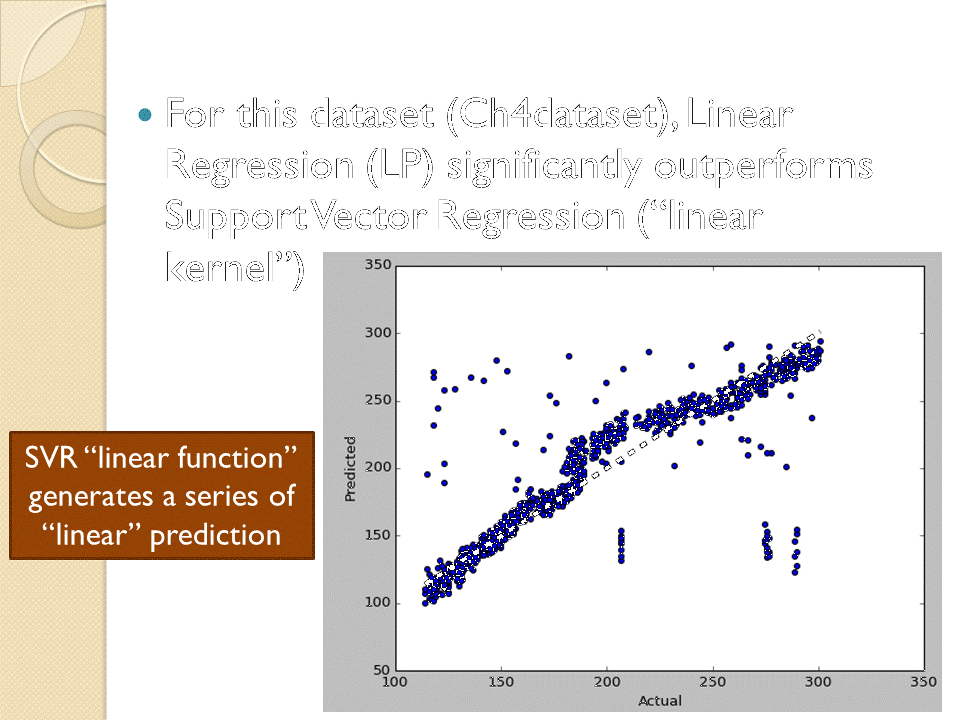 • For this dataset (Ch4dataset), Linear
Regression (LP) significantly outperforms
Support Vector Regression (“linear
kernel”)
SVR “linear function”
generates a series of
“linear” prediction
350
300
250
200
150
100
50
Predicted
100 150 200 250 300 350
Actual